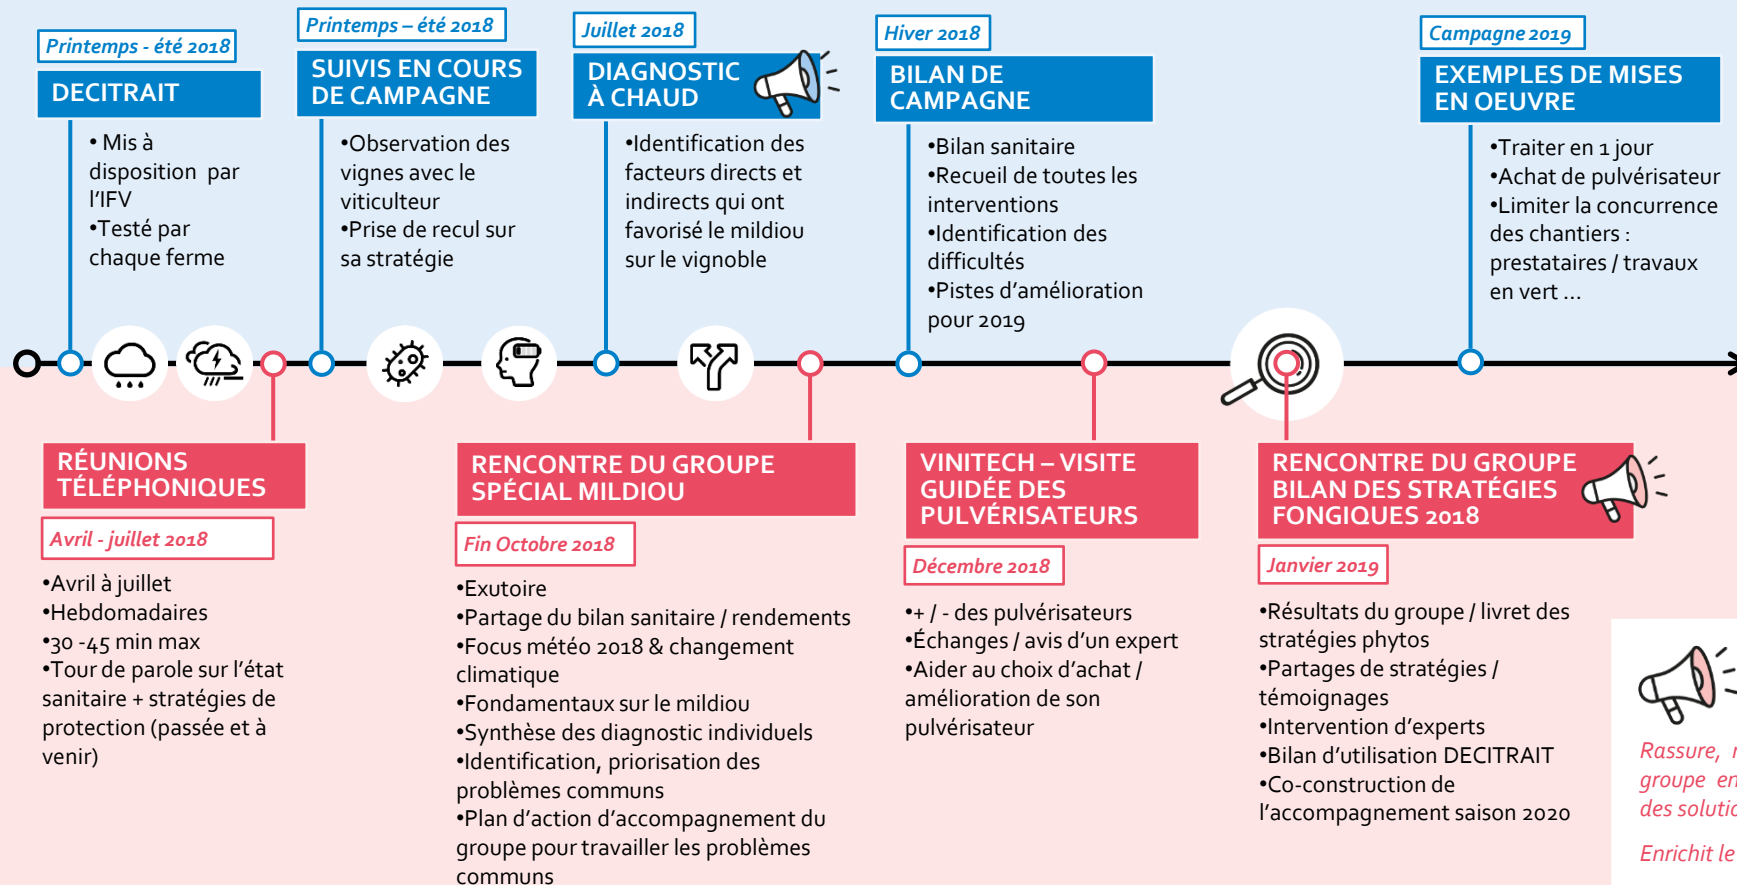 Printemps - été 2018
DECITRAIT
• Mis à
disposition par
l'IFV
•Testé par
chaque ferme
Printemps – été 2018
SUIVIS EN COURS
DE CAMPAGNE
•Observation des
vignes avec le
viticulteur
•Prise de recul sur
sa stratégie
Juillet 2018
DIAGNOSTIC
À CHAUD
•Identification des
facteurs directs et
indirects qui ont
favorisé le mildiou
sur le vignoble
Hiver 2018
BILAN DE
CAMPAGNE
•Bilan sanitaire
•Recueil de toutes les
interventions
•Identification des
difficultés
•Pistes d'amélioration
pour 2019
Campagne 2019
EXEMPLES DE MISES
EN OEUVRE
•Traiter en 1 jour
•Achat de pulvérisateur
•Limiter la concurrence
des chantiers :
prestataires / travaux
en vert ...
RÉUNIONS
TÉLÉPHONIQUES
Avril - juillet 2018
•Avril à juillet
•Hebdomadaires
•30 -45 min max
•Tour de parole sur l'état
sanitaire + stratégies de
protection (passée et à
venir)
RENCONTRE DU GROUPE
SPÉCIAL MILDIOU
Fin Octobre 2018
•Exutoire
•Partage du bilan sanitaire / rendements
•Focus météo 2018 & changement
climatique
•Fondamentaux sur le mildiou
•Synthèse des diagnostic individuels
•Identification, priorisation des
problèmes communs
•Plan d'action d'accompagnement du
groupe pour travailler les problèmes
communs
VINITECH – VISITE
GUIDÉE DES
PULVÉRISATEURS
Décembre 2018
•+ / - des pulvérisateurs
•Échanges / avis d'un expert
•Aider au choix d'achat /
amélioration de son
pulvérisateur
RENCONTRE DU GROUPE
BILAN DES STRATÉGIES
FONGIQUES 2018
Janvier 2019
•Résultats du groupe / livret des
stratégies phytos
•Partages de stratégies /
témoignages
•Intervention d'experts
•Bilan d'utilisation DECITRAIT
•Co-construction de
l'accompagnement saison 2020
Rassure,
groupe
des
Enrichit le